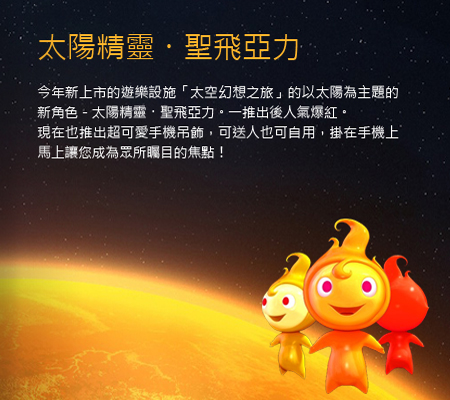 太陽精靈．聖飛亞力
今年新上市的遊樂設施「太空幻想之旅」的以太陽為主題的
新角色－太陽精靈．聖飛亞力。一推出後人氣爆紅。
現在也推出超可愛手機吊飾，可送人也可自用，掛在手機上
馬上讓您成為眾所矚目的焦點！